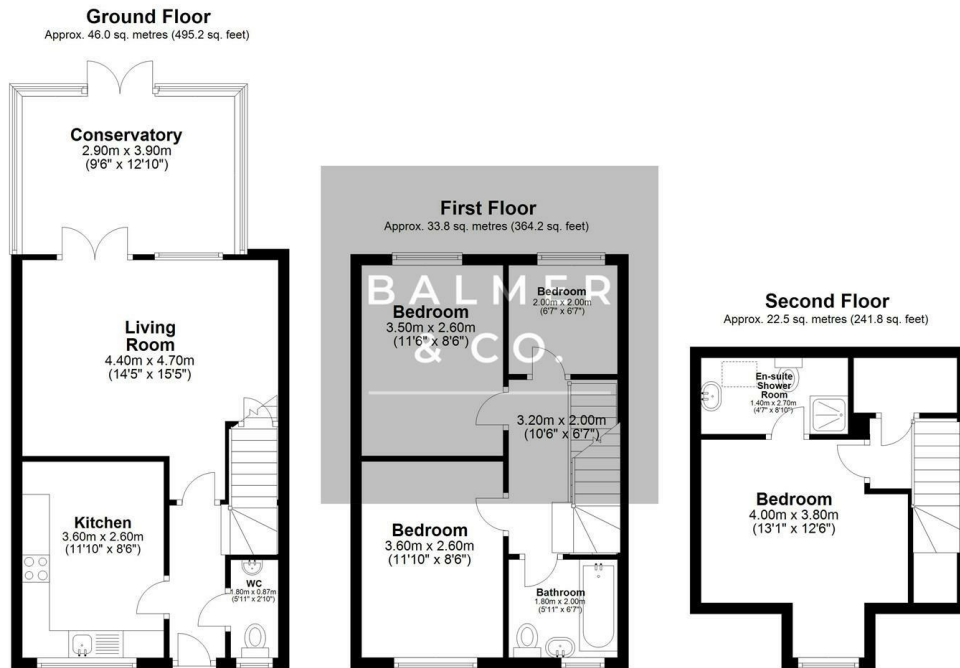 Ground Floor
Approx. 46.0 sq. metres (495.2 sq. feet)
Conservatory
2.90m x 3.90m
(9'6" x 12'10")
Living
Room
4.40m x 4.70m
(14'5" x 15'5")
Kitchen
3.60m x 2.60m
(11'10" x 8'6")
WC
1.80m x 0.87m
(5'11" x 2'10")
First Floor
Approx. 33.8 sq. metres (364.2 sq. feet)
BALMER
& CO.
Bedroom
3.50m x 2.60m
(11'6" x 8'6")
Bedroom
2.00m x 2.00m
(6'7" x 6'7")
3.20m x 2.00m
(10'6" x 6'7")
Bedroom
3.60m x 2.60m
(11'10" x 8'6")
Bathroom
1.80m x 2.00m
(5'11" x 6'7")
Second Floor
Approx. 22.5 sq. metres (241.8 sq. feet)
En-suite
Shower
Room
1.40m x 2.70m
(4'7" x 8'10")
Bedroom
4.00m x 3.80m
(13'1" x 12'6")